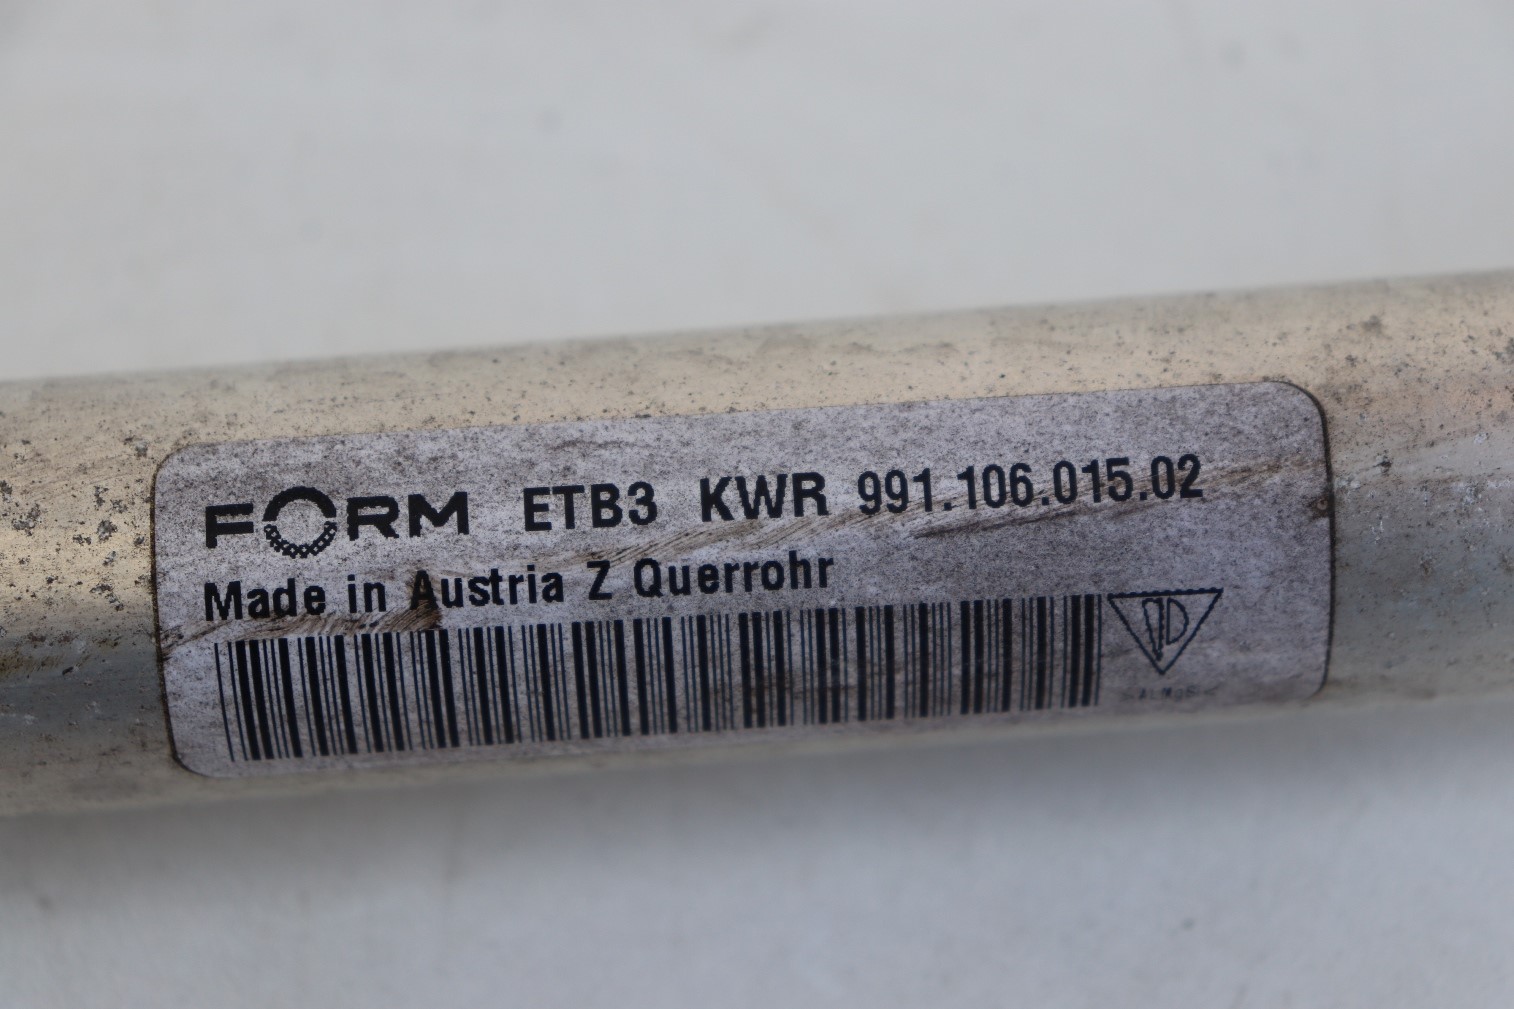 FORM ETB3 KWR 991.106.015.02
Made in Austria Z Querrohr